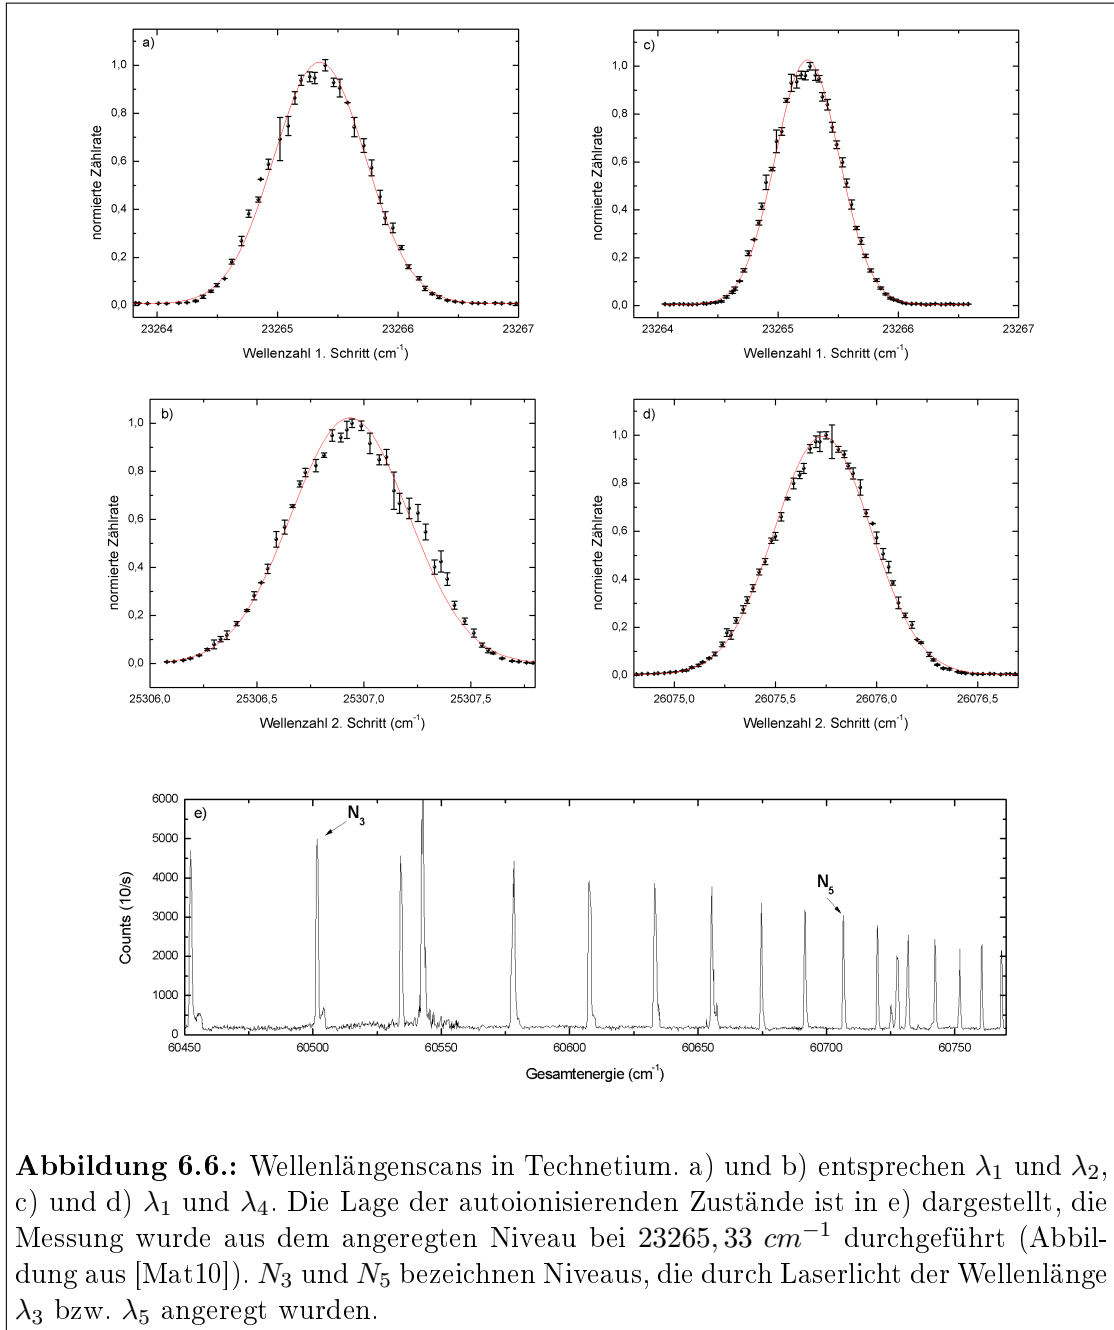 a)
normierte Zählrate
1,0
0,8
0,6
0,4
0,2
0,0
23264 23265 23266 23267
Wellenzahl 1. Schritt (cm⁻¹)
c)
normierte Zählrate
1,0
0,8
0,6
0,4
0,2
0,0
23264 23265 23266 23267
Wellenzahl 1. Schritt (cm⁻¹)
b)
normierte Zählrate
1,0
0,8
0,6
0,4
0,2
0,0
25306,0 25306,5 25307,0 25307,5
Wellenzahl 2. Schritt (cm⁻¹)
d)
normierte Zählrate
1,0
0,8
0,6
0,4
0,2
0,0
26075,0 26075,5 26076,0 26076,5
Wellenzahl 2. Schritt (cm⁻¹)
e)
N₃
N₅
Counts (10/s)
6000
5000
4000
3000
2000
1000
0
60450 60500 60550 60600 60650 60700 60750
Gesamtenergie (cm⁻¹)
Abbildung 6.6.: Wellenlängenscans in Technetium. a) und b) entsprechen λ₁ und λ₂,
c) und d) λ₁ und λ₄. Die Lage der autoionisierenden Zustände ist in e) dargestellt, die
Messung wurde aus dem angeregten Niveau bei 23265, 33 cm⁻¹ durchgeführt (Abbil-
dung aus [Mat10]). N₃ und N₅ bezeichnen Niveaus, die durch Laserlicht der Wellenlänge
λ₃ bzw. λ₅ angeregt wurden.